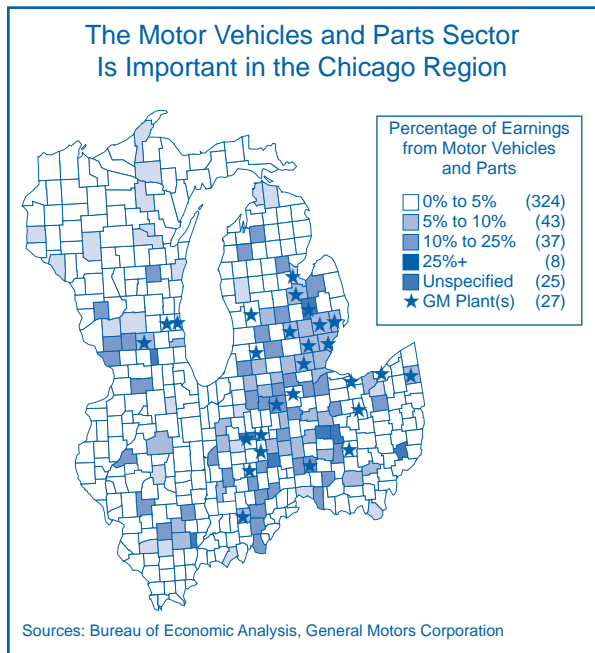 The Motor Vehicles and Parts Sector
Is Important in the Chicago Region
Percentage of Earnings
from Motor Vehicles
and Parts
0% to 5% (324)
5% to 10% (43)
10% to 25% (37)
25%+ (8)
Unspecified (25)
GM Plant(s) (27)
Sources: Bureau of Economic Analysis, General Motors Corporation